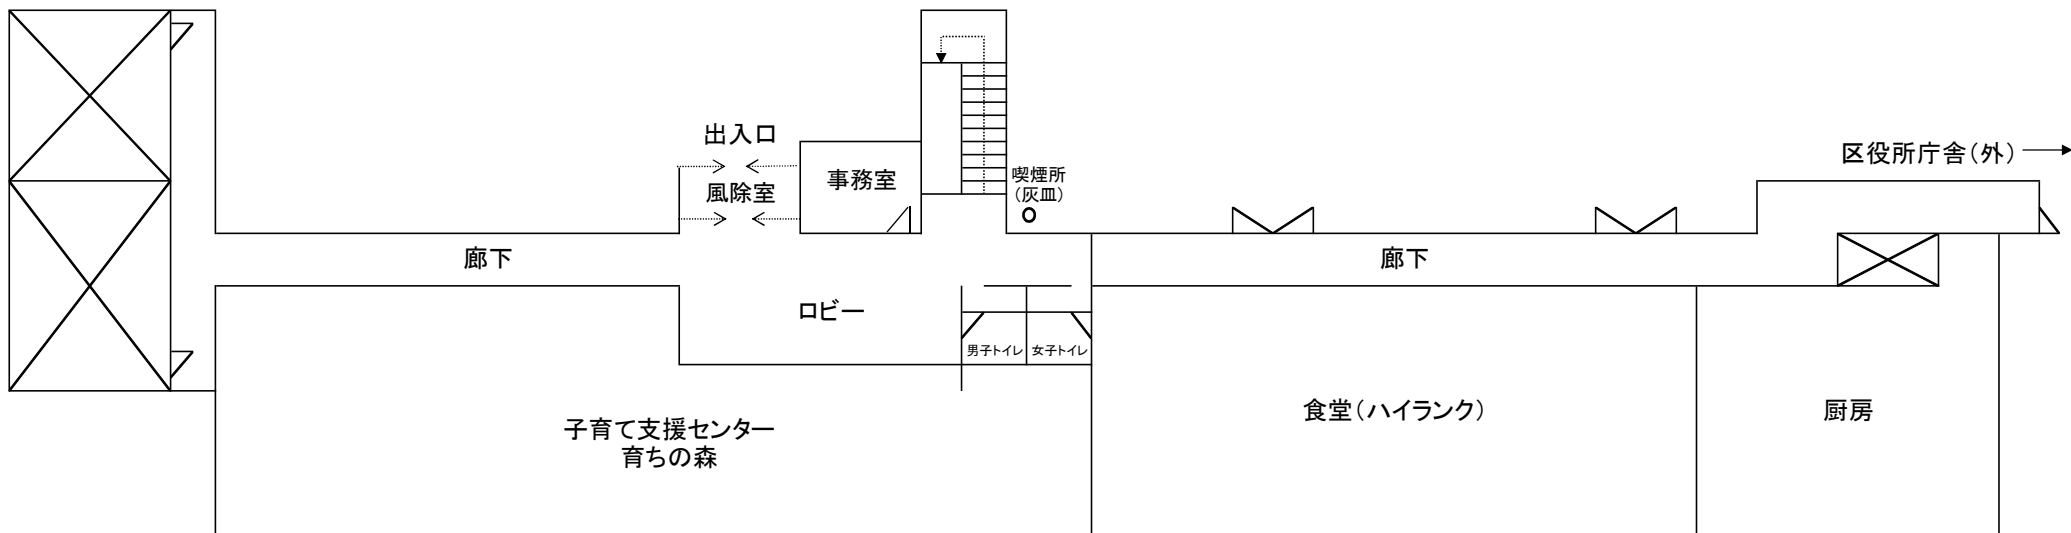 出入口
区役所庁舎(外)
事務室
喫煙所
(灰皿)
風除室
廊下
廊下
ロビー
男子トイレ
女子トイレ
食堂(ハイランク)
厨房
子育て支援センター
育ちの森